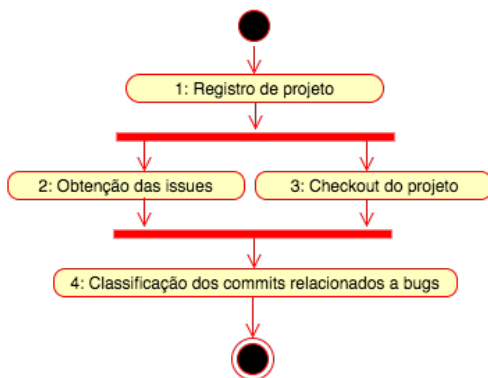 1: Registro de projeto
2: Obtenção das issues
3: Checkout do projeto
4: Classificação dos commits relacionados a bugs